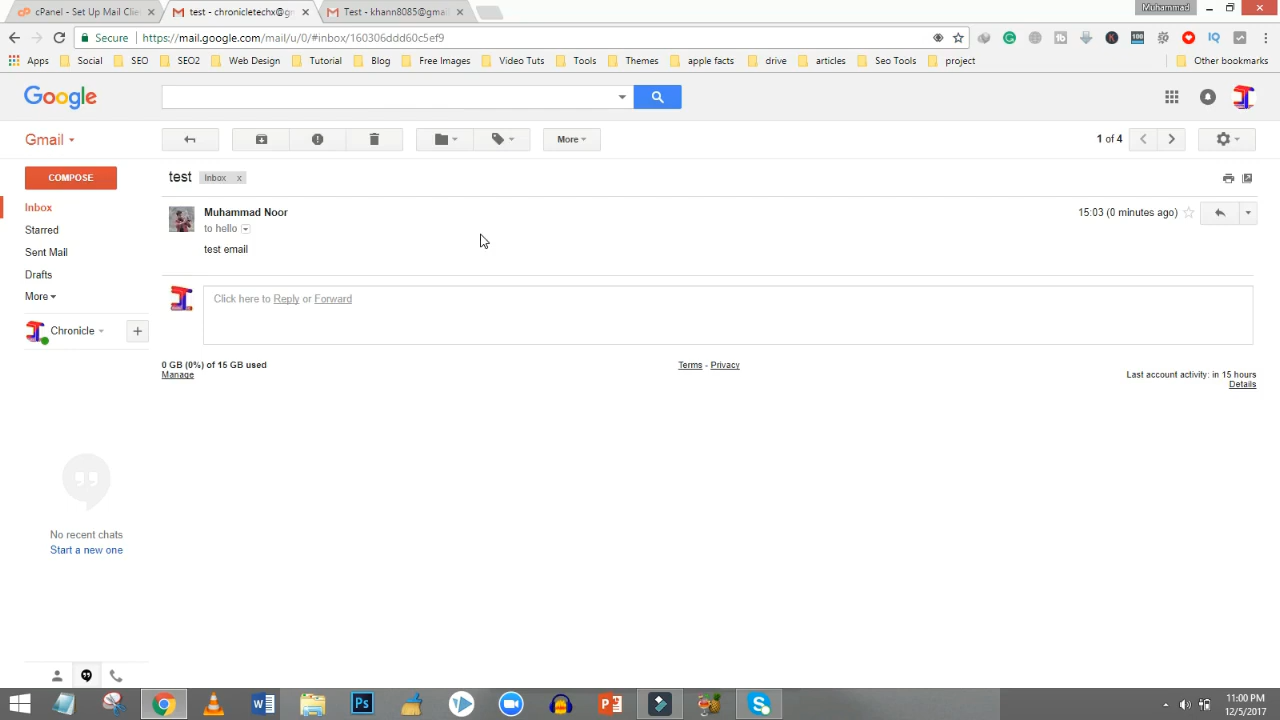 cPanel - Set Up Mail Clie
test - chronicletechx@gm
Test - khann8085@gmail
Muhammad
Secure
https://mail.google.com/mail/u/0/#inbox/160306ddd60c5ef9
Apps
Social
SEO
SEO2
Web Design
Tutorial
Blog
Free Images
Video Tuts
Tools
Themes
apple facts
drive
articles
Seo Tools
project
Other bookmarks
Google
Gmail
More
1 of 4
COMPOSE
test
Inbox x
Inbox
Starred
Sent Mail
Drafts
More
Chronicle
Muhammad Noor
15:03 (0 minutes ago)
to hello
test email
Click here to Reply or Forward
0 GB (0%) of 15 GB used
Manage
Terms - Privacy
Last account activity: in 15 hours
Details
No recent chats
Start a new one
11:00 PM
12/5/2017